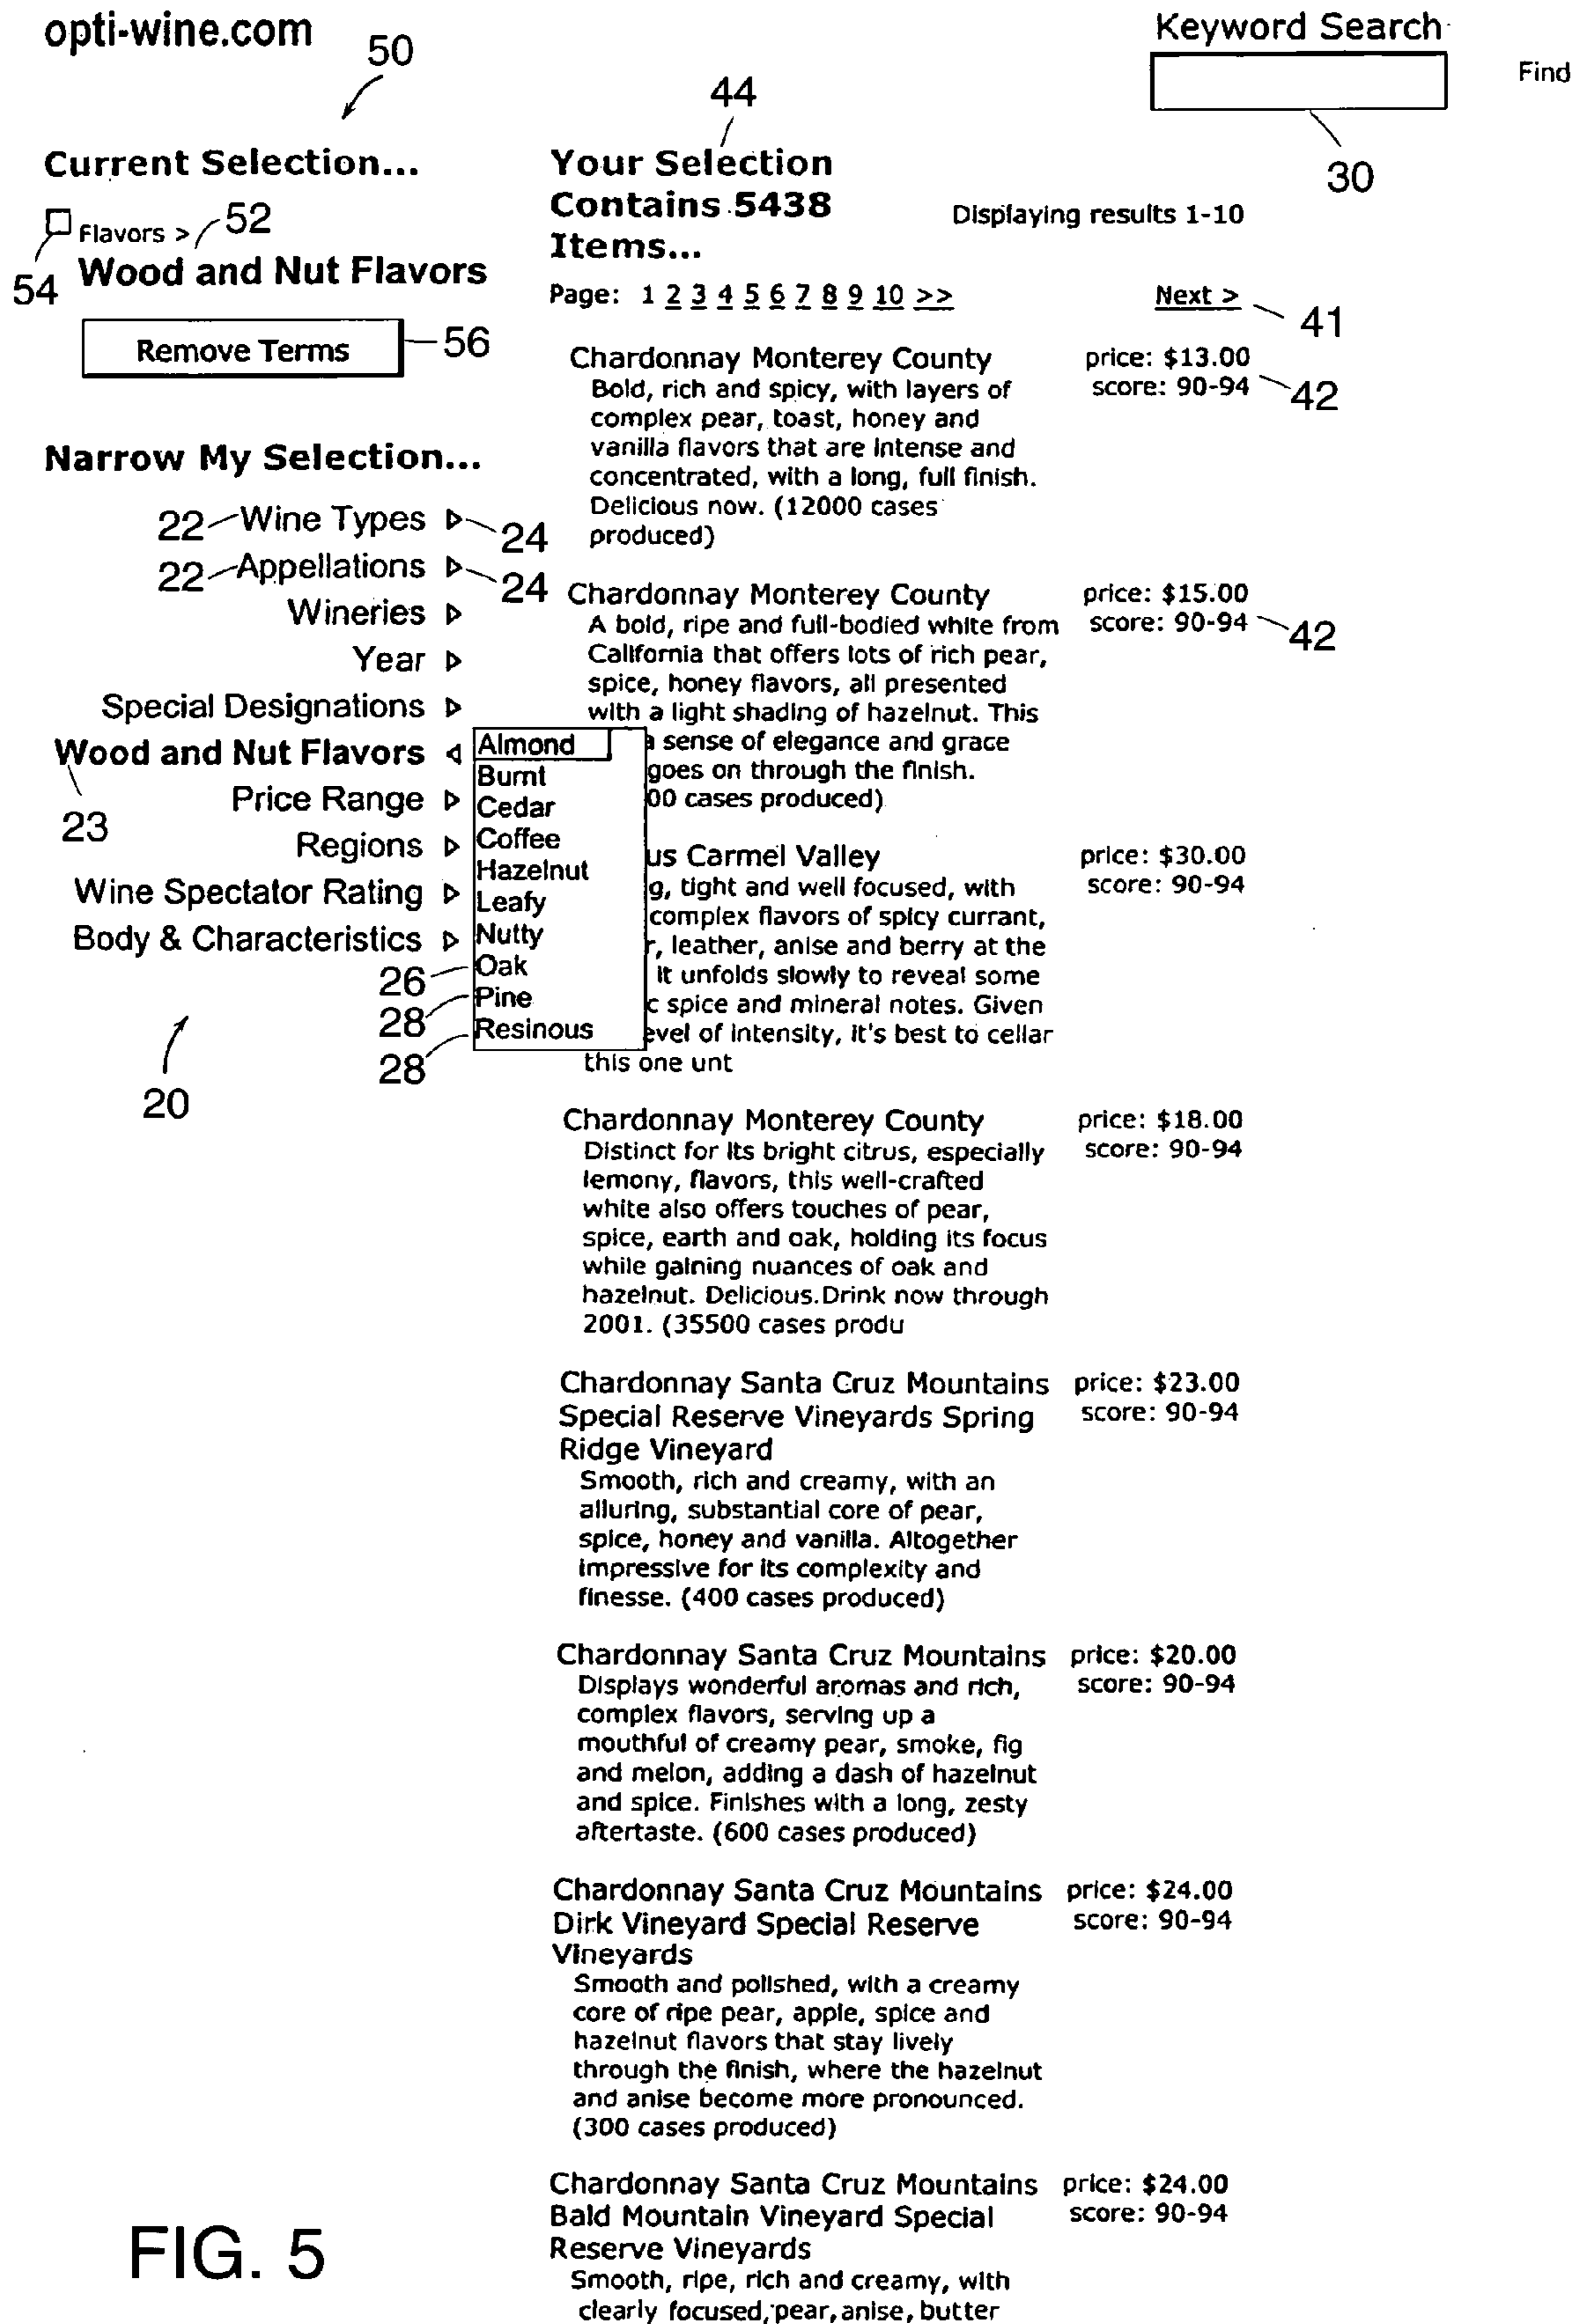 opti-wine.com
50
Keyword Search
Find
30
44
Current Selection...
54
Flavors >
52
Wood and Nut Flavors
Remove Terms
56
Narrow My Selection...
22 Wine Types 24
22 Appellations 24
Wineries
Year
Special Designations
Wood and Nut Flavors
23
Price Range
Regions
Wine Spectator Rating
Body & Characteristics
Almond
Burnt
Cedar
Coffee
Hazelnut
Leafy
Nutty
26 Oak
28 Pine
28 Resinous
20
Your Selection
Contains 5438
Items...
Displaying results 1-10
Page: 1 2 3 4 5 6 7 8 9 10 >>
Next >
41
Chardonnay Monterey County
price: $13.00
score: 90-94
42
Bold, rich and spicy, with layers of
complex pear, toast, honey and
vanilla flavors that are intense and
concentrated, with a long, full finish.
Delicious now. (12000 cases
produced)
Chardonnay Monterey County
price: $15.00
score: 90-94
42
A bold, ripe and full-bodied white from
California that offers lots of rich pear,
spice, honey flavors, all presented
with a light shading of hazelnut. This
a sense of elegance and grace
goes on through the finish.
00 cases produced)
us Carmel Valley
price: $30.00
score: 90-94
g, tight and well focused, with
complex flavors of spicy currant,
r, leather, anise and berry at the
it unfolds slowly to reveal some
c spice and mineral notes. Given
evel of intensity, it's best to cellar
this one unt
Chardonnay Monterey County
price: $18.00
score: 90-94
Distinct for its bright citrus, especially
lemony, flavors, this well-crafted
white also offers touches of pear,
spice, earth and oak, holding its focus
while gaining nuances of oak and
hazelnut. Delicious.Drink now through
2001. (35500 cases produ
Chardonnay Santa Cruz Mountains
Special Reserve Vineyards Spring
Ridge Vineyard
price: $23.00
score: 90-94
Smooth, rich and creamy, with an
alluring, substantial core of pear,
spice, honey and vanilla. Altogether
impressive for its complexity and
finesse. (400 cases produced)
Chardonnay Santa Cruz Mountains
price: $20.00
score: 90-94
Displays wonderful aromas and rich,
complex flavors, serving up a
mouthful of creamy pear, smoke, fig
and melon, adding a dash of hazelnut
and spice. Finishes with a long, zesty
aftertaste. (600 cases produced)
Chardonnay Santa Cruz Mountains
Dirk Vineyard Special Reserve
Vineyards
price: $24.00
score: 90-94
Smooth and polished, with a creamy
core of ripe pear, apple, spice and
hazelnut flavors that stay lively
through the finish, where the hazelnut
and anise become more pronounced.
(300 cases produced)
Chardonnay Santa Cruz Mountains
Bald Mountain Vineyard Special
Reserve Vineyards
price: $24.00
score: 90-94
Smooth, ripe, rich and creamy, with
clearly focused, pear, anise, butter
FIG. 5